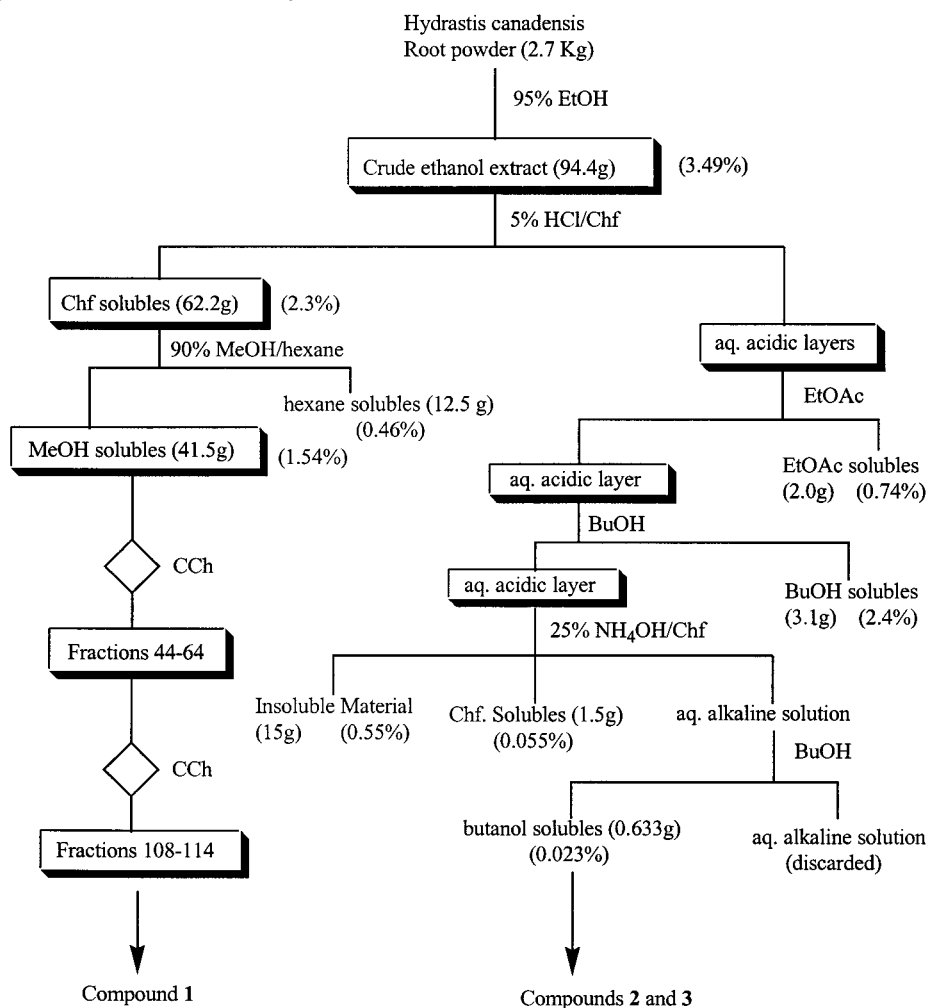 Hydrastis canadensis
Root powder (2.7 Kg)
95% EtOH
Crude ethanol extract (94.4g)
(3.49%)
5% HCl/Chf
Chf solubles (62.2g)
(2.3%)
90% MeOH/hexane
aq. acidic layers
EtOAc
hexane solubles (12.5 g)
(0.46%)
MeOH solubles (41.5g)
(1.54%)
EtOAc solubles
(2.0g) (0.74%)
aq. acidic layer
BuOH
CCh
aq. acidic layer
BuOH solubles
(3.1g) (2.4%)
25% NH4OH/Chf
Fractions 44-64
Insoluble Material
(15g) (0.55%)
Chf. Solubles (1.5g)
(0.055%)
aq. alkaline solution
BuOH
CCh
butanol solubles (0.633g)
(0.023%)
aq. alkaline solution
(discarded)
Fractions 108-114
Compound 1
Compounds 2 and 3